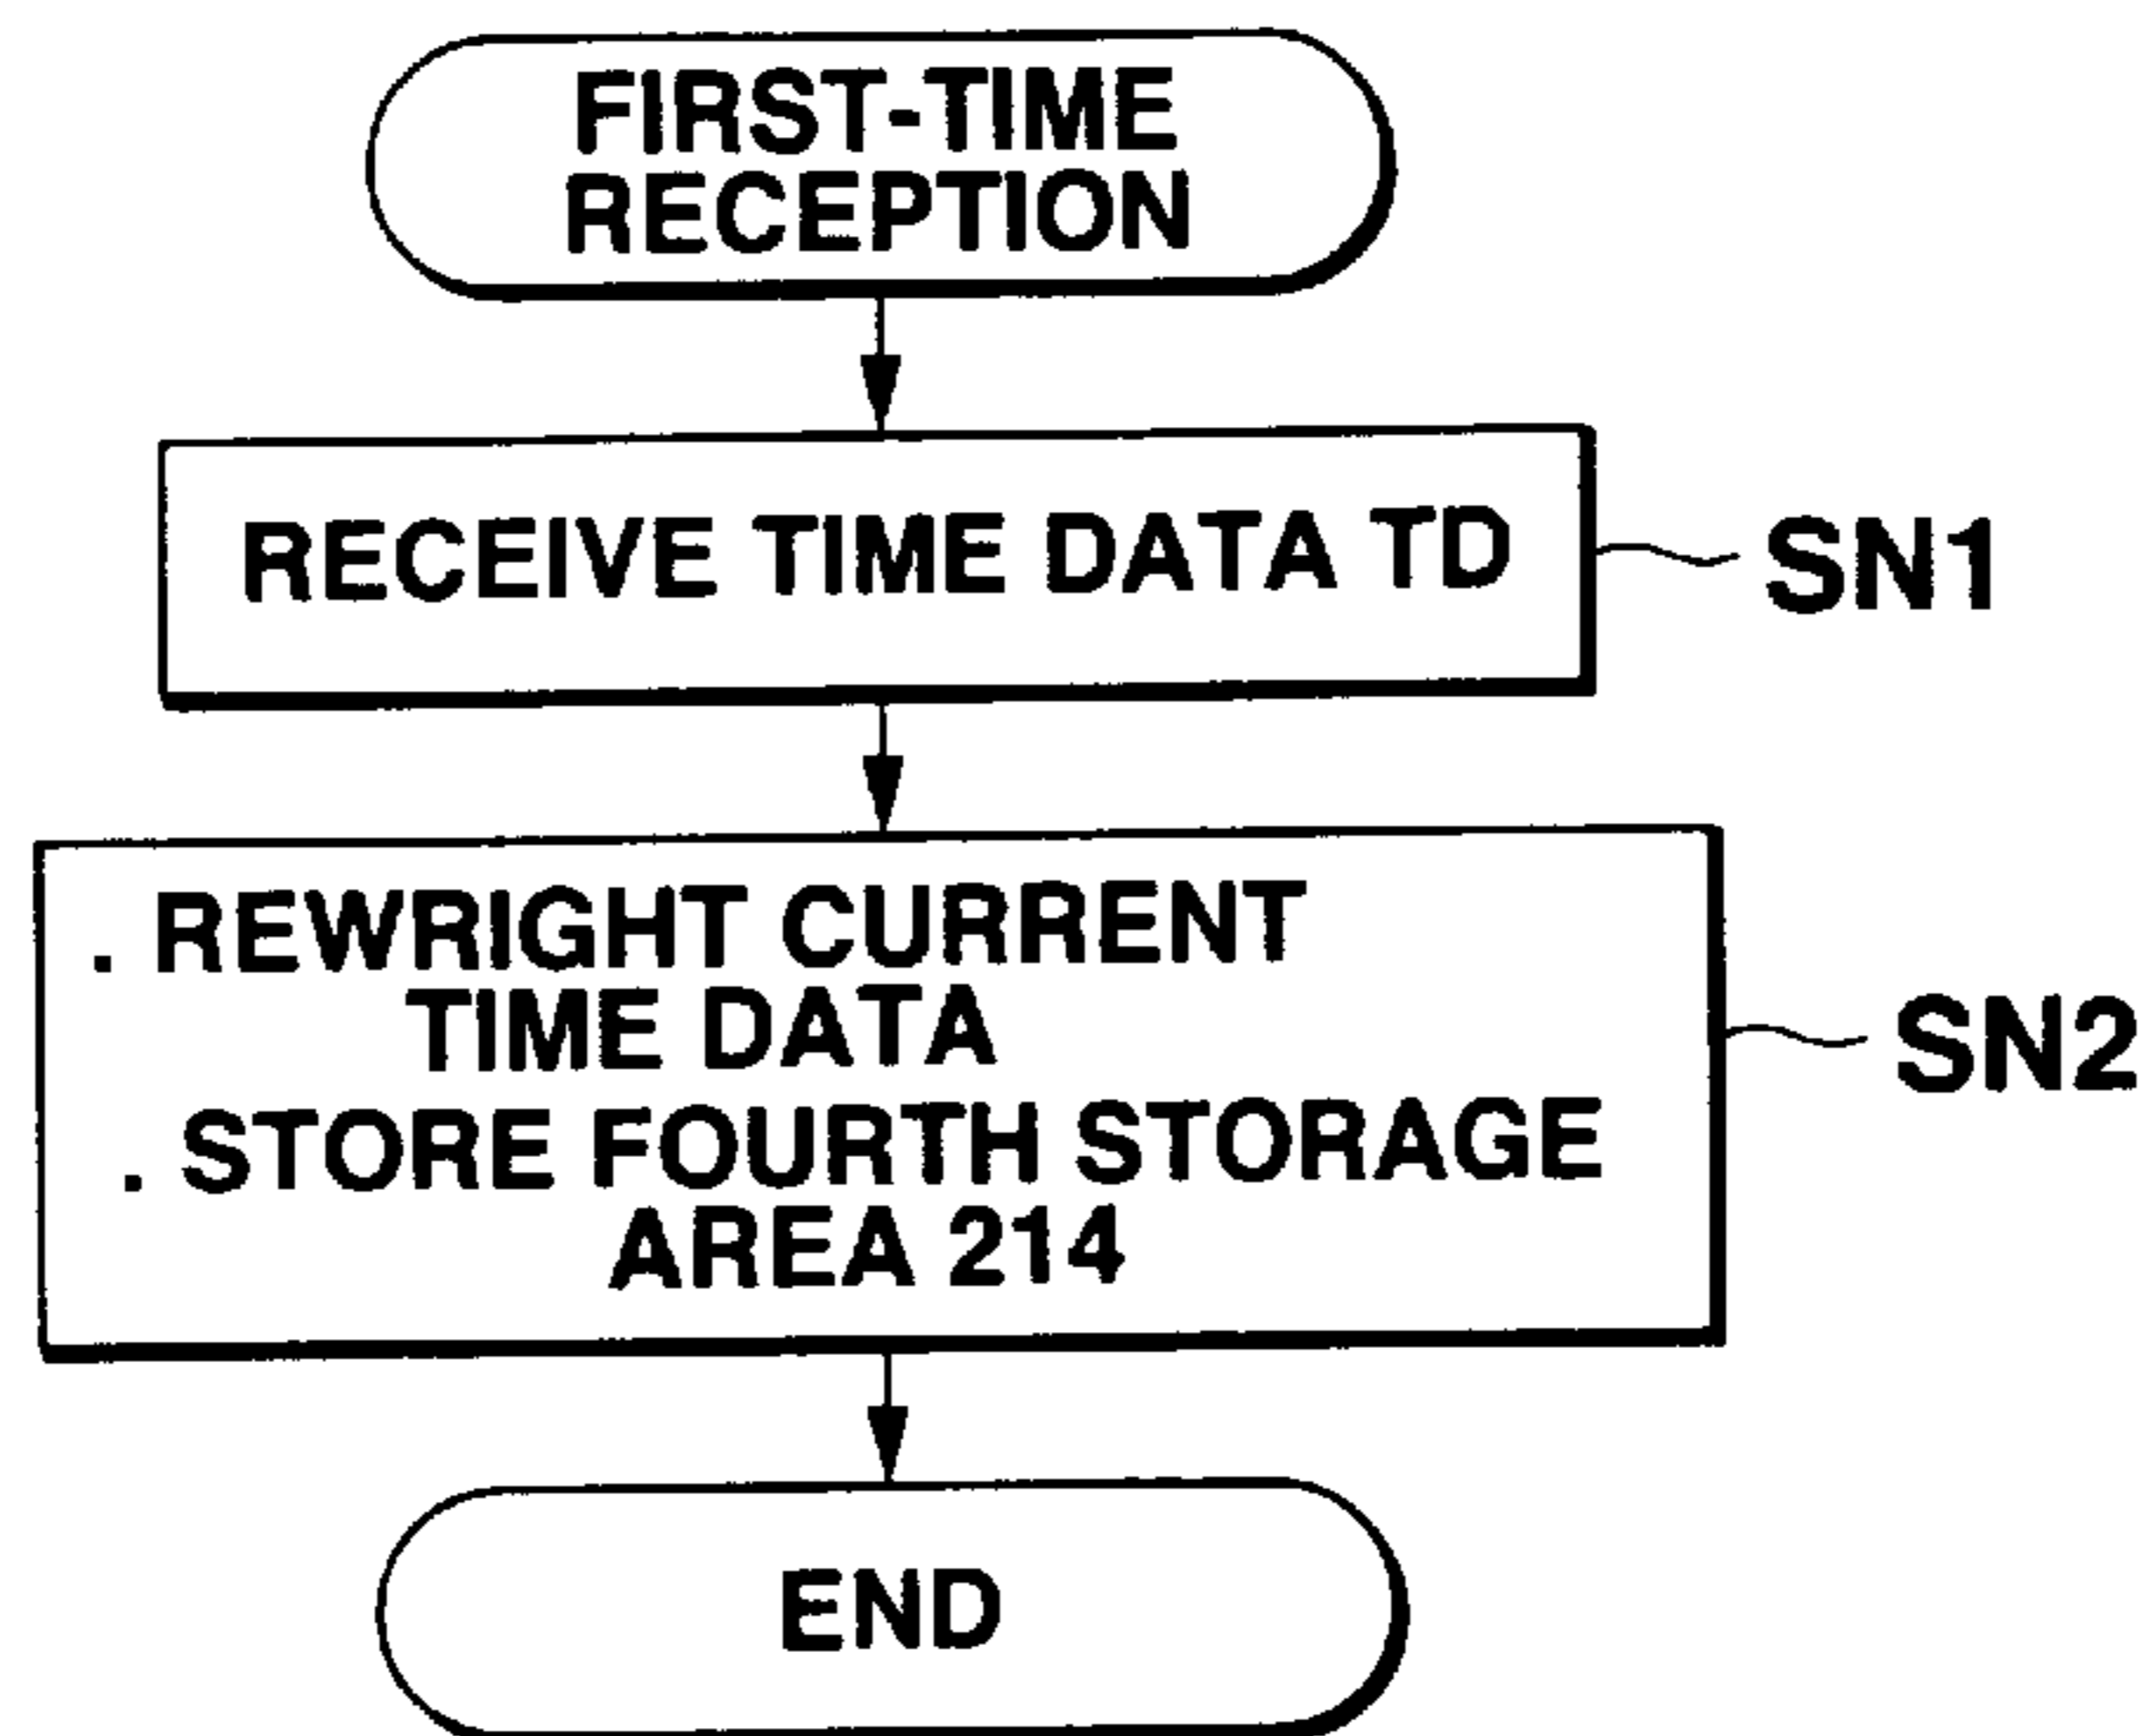 FIRST-TIME
RECEPTION
RECEIVE TIME DATA TD
SN1
. REWRIGHT CURRENT
TIME DATA
. STORE FOURTH STORAGE
AREA 214
SN2
END